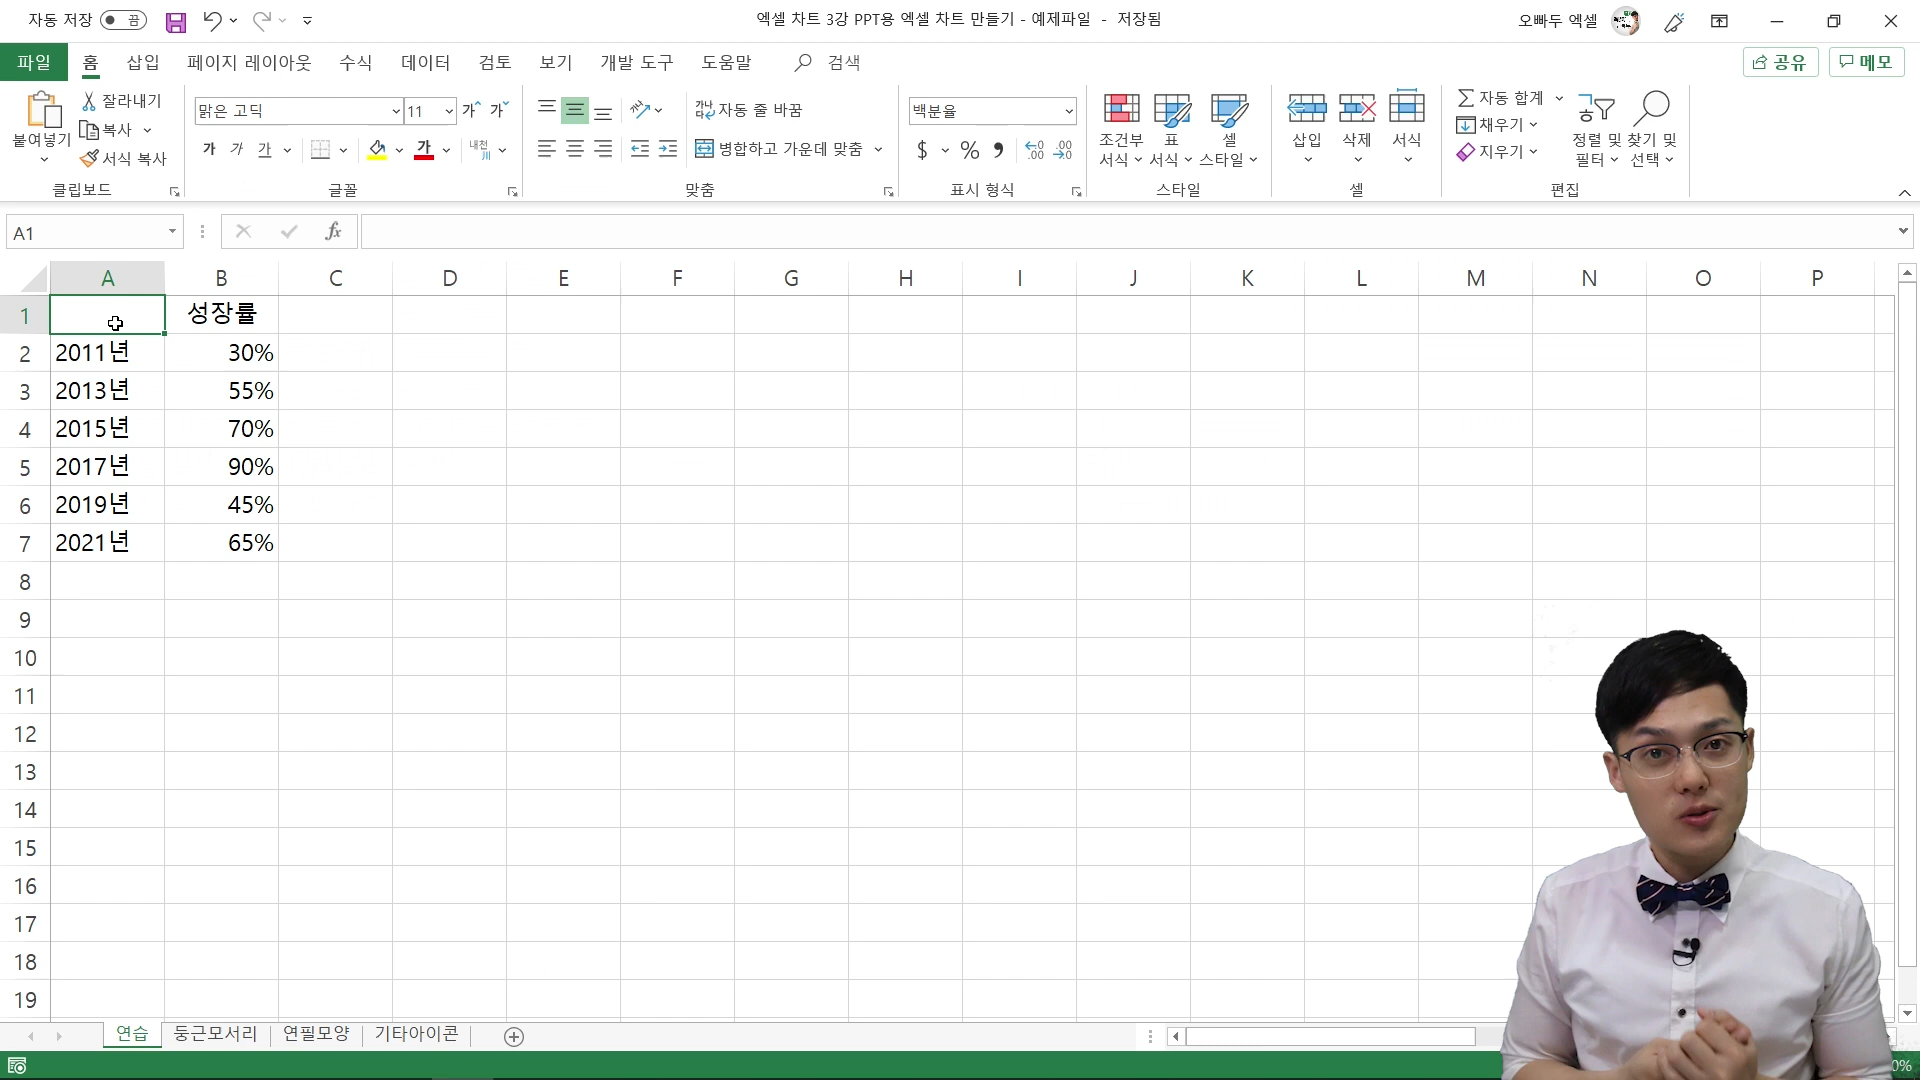 자동 저장 끔
엑셀 차트 3강 PPT용 엑셀 차트 만들기 - 예제파일 - 저장됨
오빠두 엑셀
파일 홈 삽입 페이지 레이아웃 수식 데이터 검토 보기 개발 도구 도움말 검색
공유 메모
붙여넣기
잘라내기
복사
서식 복사
클립보드
맑은 고딕 11 가 가
가 가 가 가 내천
글꼴
자동 줄 바꿈
병합하고 가운데 맞춤
맞춤
백분율
$ % , .00 .00
표시 형식
조건부 서식
표 서식
셀 스타일
스타일
삽입 삭제 서식
셀
자동 합계
채우기
지우기
정렬 및 필터
찾기 및 선택
편집
A1 fx
A B C D E F G H I J K L M N O P
1 성장률
2 2011년 30%
3 2013년 55%
4 2015년 70%
5 2017년 90%
6 2019년 45%
7 2021년 65%
8
9
10
11
12
13
14
15
16
17
18
19
연습 둥근모서리 연필모양 기타아이콘